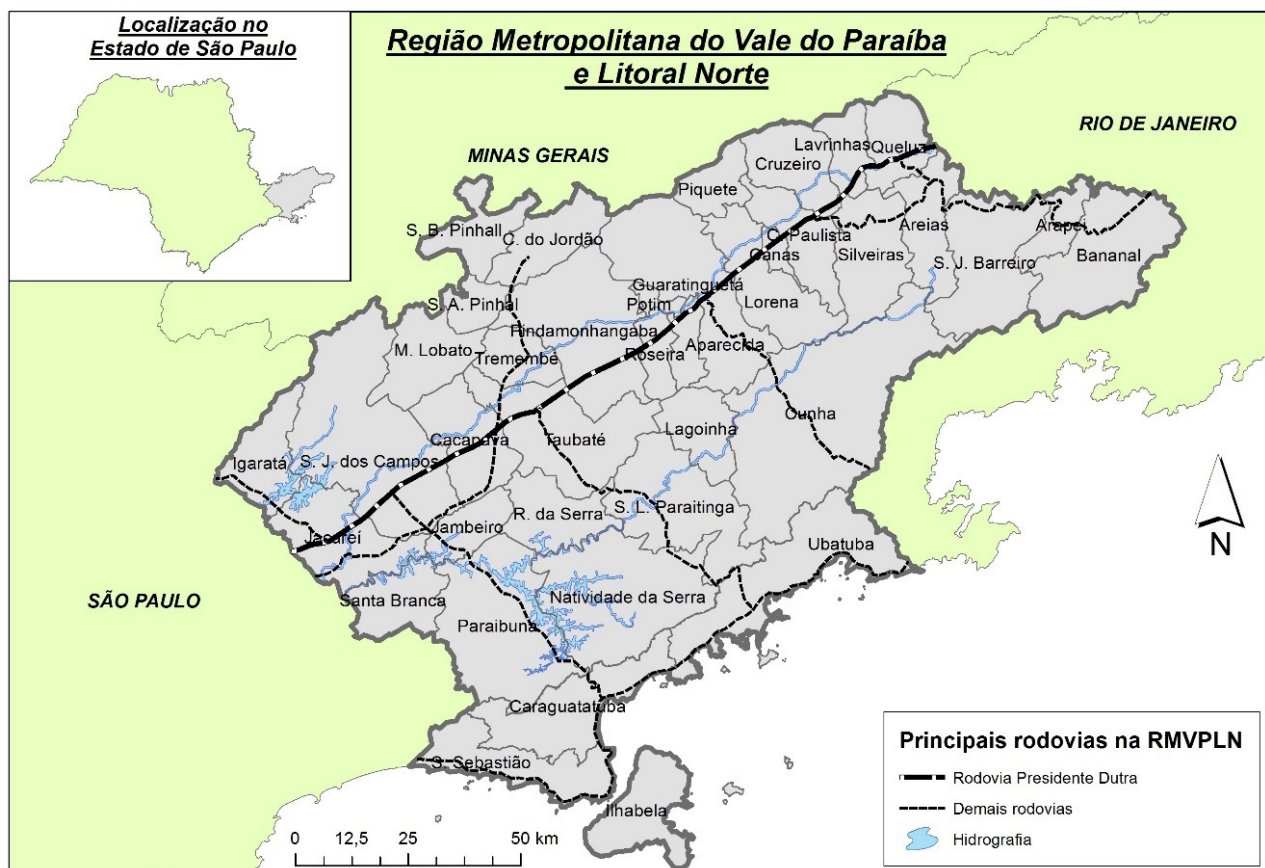 Localização no
Estado de São Paulo
Região Metropolitana do Vale do Paraíba
e Litoral Norte
RIO DE JANEIRO
MINAS GERAIS
SÃO PAULO
Lavrinhas
Queluz
Cruzeiro
Piquete
S. B. Pinhall
C. do Jordão
C. Paulista
Areias
Arapeí
Canas
Silveiras
S. J. Barreiro
Bananal
S. A. Pinhal
Guaratinguetá
Potim
Lorena
Pindamonhangaba
M. Lobato
Tremembé
Roseira
Aparecida
Cunha
Caçapava
Taubaté
Lagoinha
Igaratá
S. J. dos Campos
R. da Serra
S. L. Paraitinga
Jacareí
Jambeiro
Ubatuba
Santa Branca
Natividade da Serra
Paraibuna
Caraguatatuba
S. Sebastião
Ilhabela
N
0 12,5 25 50 km
Principais rodovias na RMVPLN
Rodovia Presidente Dutra
Demais rodovias
Hidrografia